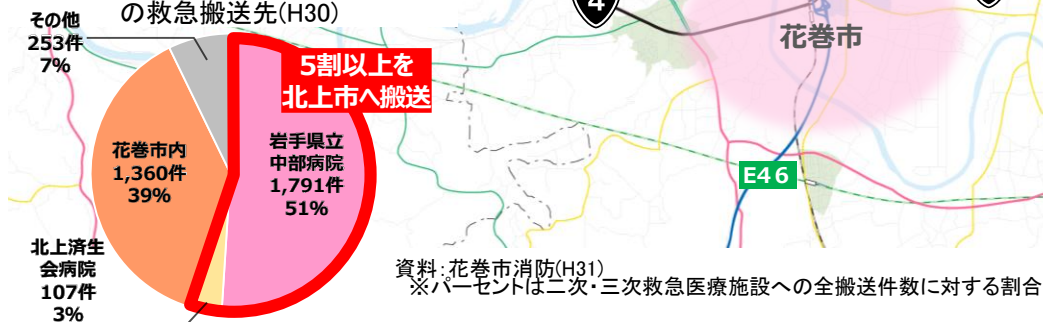 の救急搬送先(H30)
その他
253件
7%
5割以上を
北上市へ搬送
花巻市内
1,360件
39%
岩手県立
中部病院
1,791件
51%
北上済生
会病院
107件
3%
4
花巻市
E46
資料:花巻市消防(H31)
※パーセントは二次・三次救急医療施設への全搬送件数に対する割合